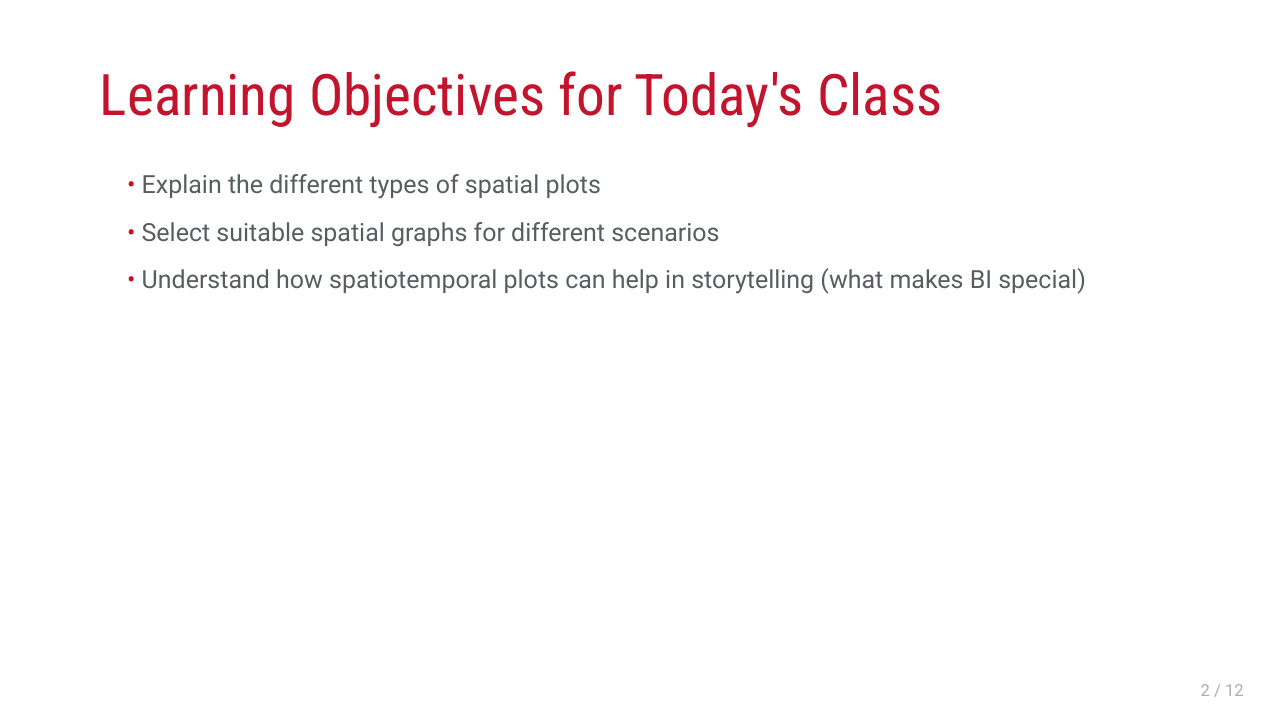 Learning Objectives for Today's Class
• Explain the different types of spatial plots
• Select suitable spatial graphs for different scenarios
• Understand how spatiotemporal plots can help in storytelling (what makes BI special)
2 / 12